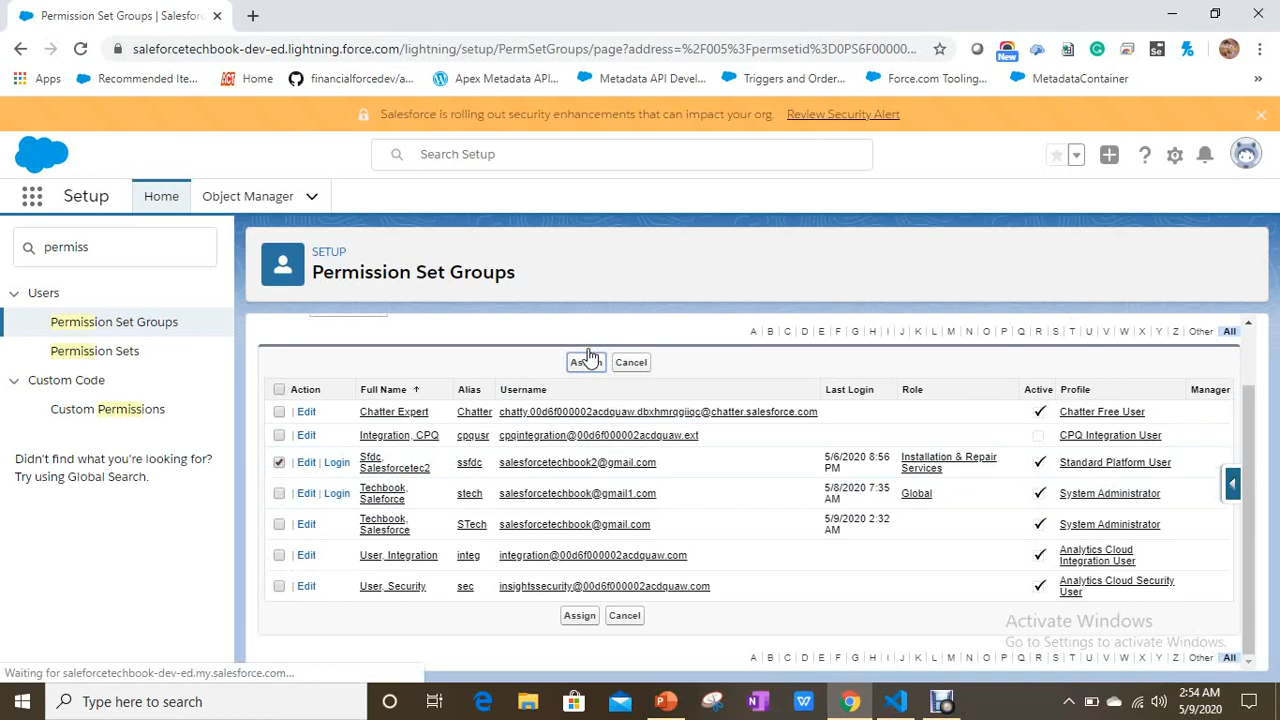 Permission Set Groups | Salesforc
saleforcetechbook-dev-ed.lightning.force.com/lightning/setup/PermSetGroups/page?address=%2F005%3Fpermsetid%3D0PS6F00000...
New
Se
Apps
Recommended Ite...
Home
financialforcedev/a...
Apex Metadata API...
Metadata API Devel...
Triggers and Order...
Force.com Tooling...
MetadataContainer
»
Salesforce is rolling out security enhancements that can impact your org. Review Security Alert
Search Setup
Setup
Home
Object Manager
permiss
Users
Permission Set Groups
Permission Sets
Custom Code
Custom Permissions
Didn't find what you're looking for?
Try using Global Search.
SETUP
Permission Set Groups
A B C D E F G H I J K L M N O P Q R S T U V W X Y Z Other All
Cancel
Action Full Name Alias Username Last Login Role Active Profile Manager
Edit Chatter Expert Chatter chatty.00d6f000002acdquaw.dbxhmrqgiiqc@chatter.salesforce.com Chatter Free User
Edit Integration, CPQ cpqusr cpqintegration@00d6f000002acdquaw.ext CPQ Integration User
Edit | Login Sfdc, Salesforcetec2 ssfdc salesforcetechbook2@gmail.com 5/6/2020 8:56 PM Installation & Repair Services Standard Platform User
Edit | Login Techbook, Saleforce stech salesforcetechbook@gmail1.com 5/8/2020 7:35 AM Global System Administrator
Edit Techbook, Salesforce STech salesforcetechbook@gmail.com 5/9/2020 2:32 AM System Administrator
Edit User, Integration integ integration@00d6f000002acdquaw.com Analytics Cloud Integration User
Edit User, Security sec insightssecurity@00d6f000002acdquaw.com Analytics Cloud Security User
Assign Cancel
Activate Windows
Go to Settings to activate Windows.
A B C D E F G H I J K L M N O P Q R S T U V W X Y Z Other All
Waiting for saleforcetechbook-dev-ed.my.salesforce.com...
Type here to search
2:54 AM
5/9/2020